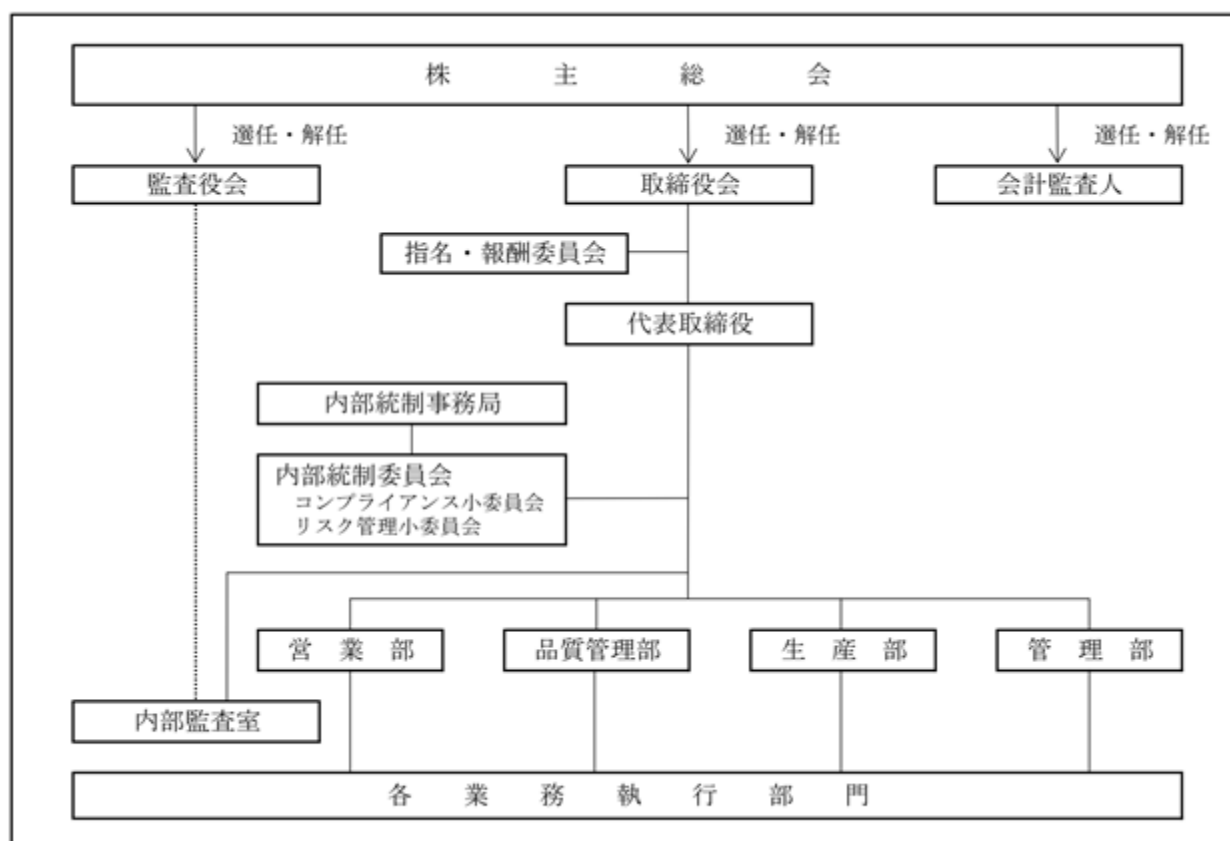 株主総会
選任・解任
選任・解任
選任・解任
監査役会
取締役会
会計監査人
指名・報酬委員会
代表取締役
内部統制事務局
内部統制委員会
コンプライアンス小委員会
リスク管理小委員会
営業部
品質管理部
生産部
管理部
内部監査室
各業務執行部門